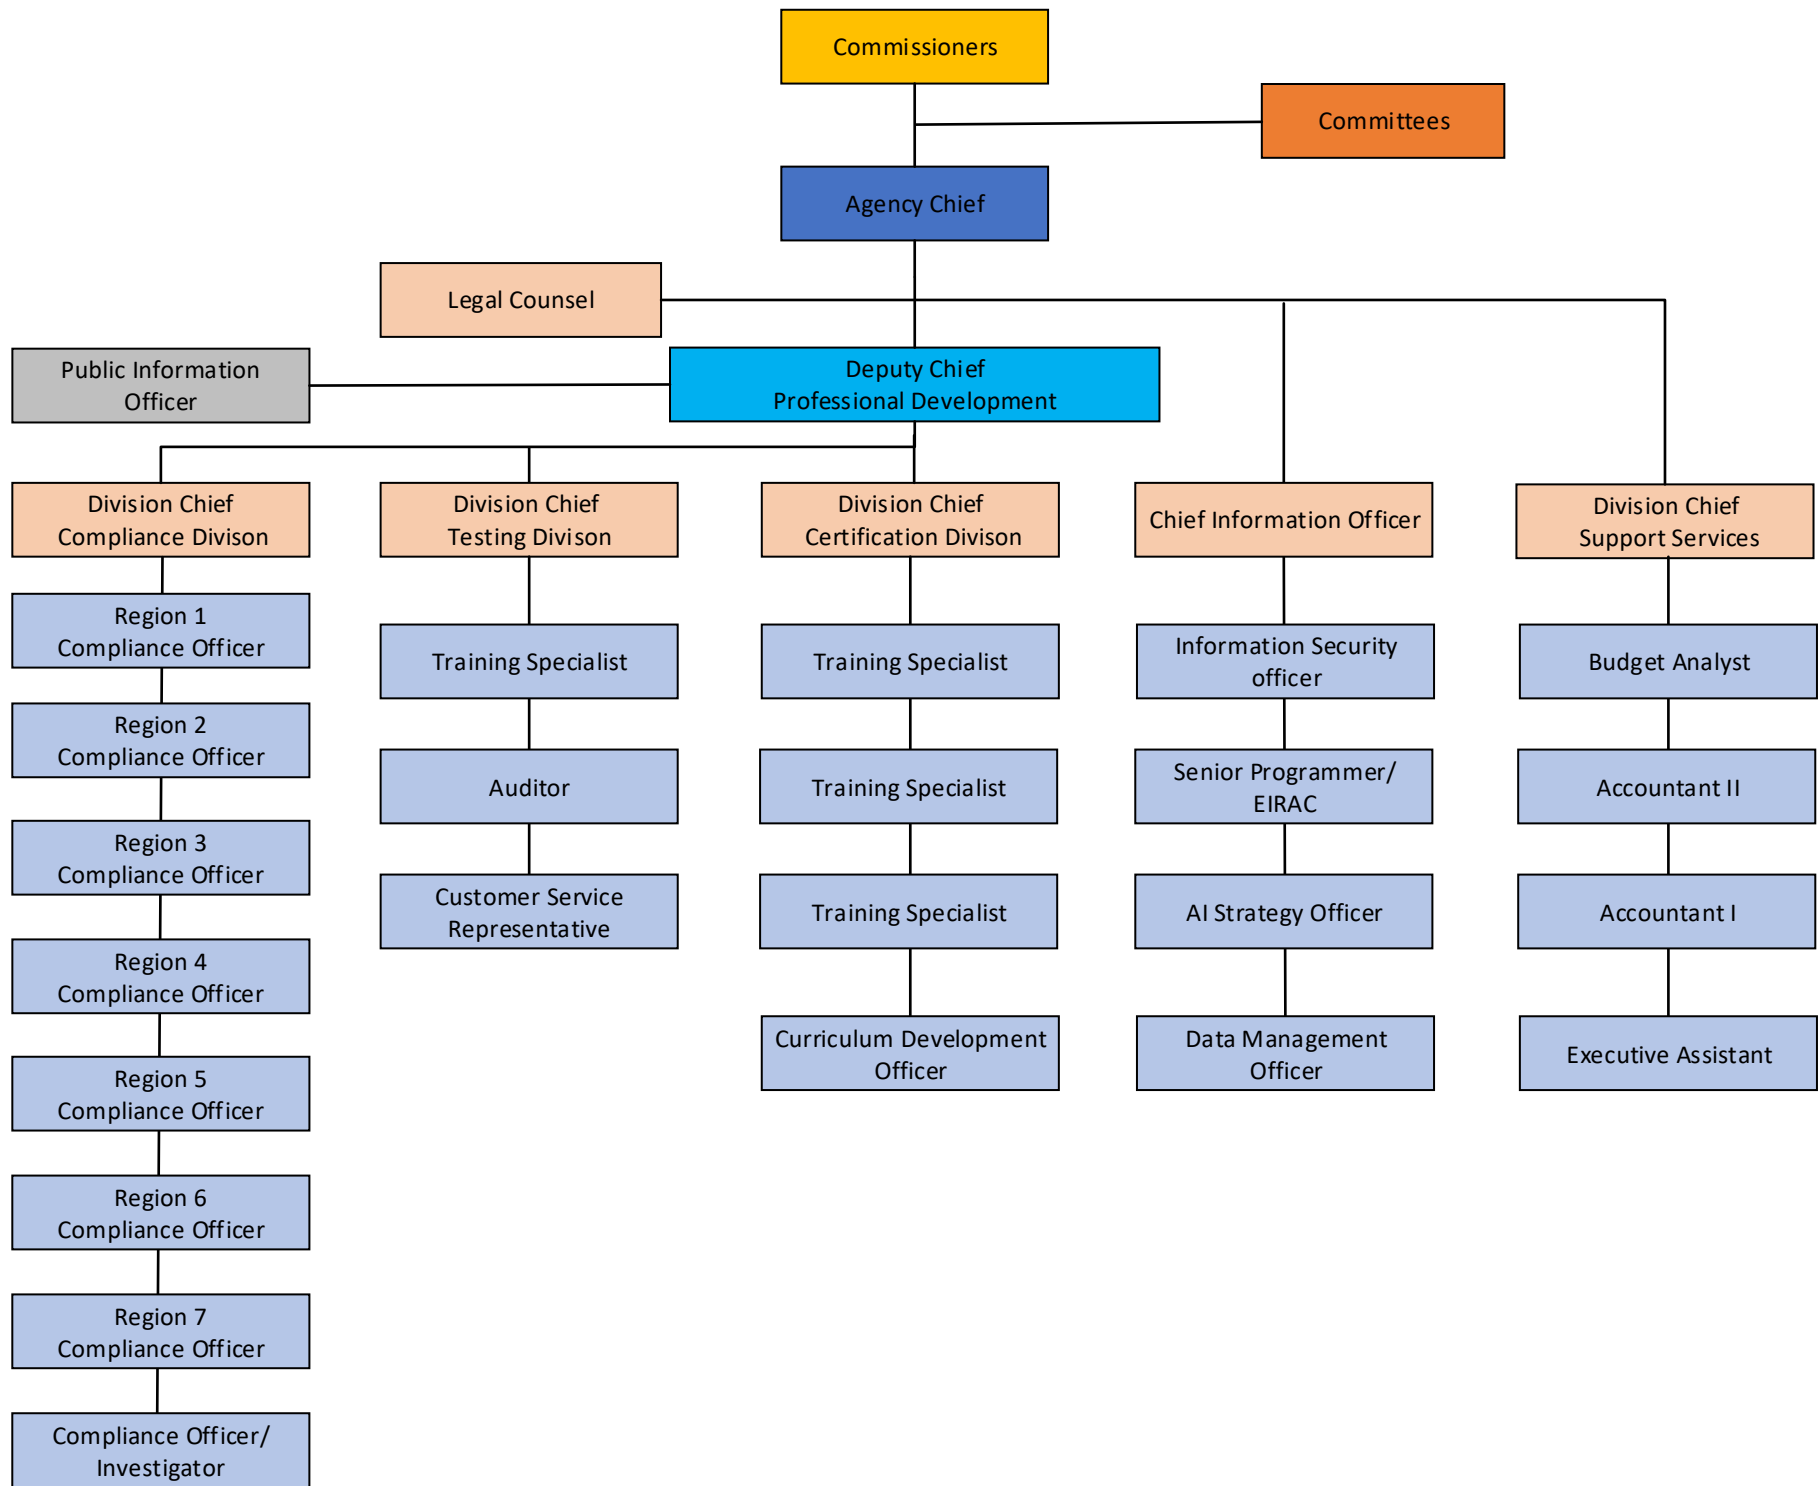 Commissioners
Committees
Agency Chief
Legal Counsel
Public Information
Officer
Deputy Chief
Professional Development
Division Chief
Compliance Divison
Division Chief
Testing Divison
Division Chief
Certification Divison
Chief Information Officer
Division Chief
Support Services
Region 1
Compliance Officer
Region 2
Compliance Officer
Region 3
Compliance Officer
Region 4
Compliance Officer
Region 5
Compliance Officer
Region 6
Compliance Officer
Region 7
Compliance Officer
Compliance Officer/
Investigator
Training Specialist
Auditor
Customer Service
Representative
Training Specialist
Training Specialist
Training Specialist
Curriculum Development
Officer
Information Security
officer
Senior Programmer/
EIRAC
AI Strategy Officer
Data Management
Officer
Budget Analyst
Accountant II
Accountant I
Executive Assistant